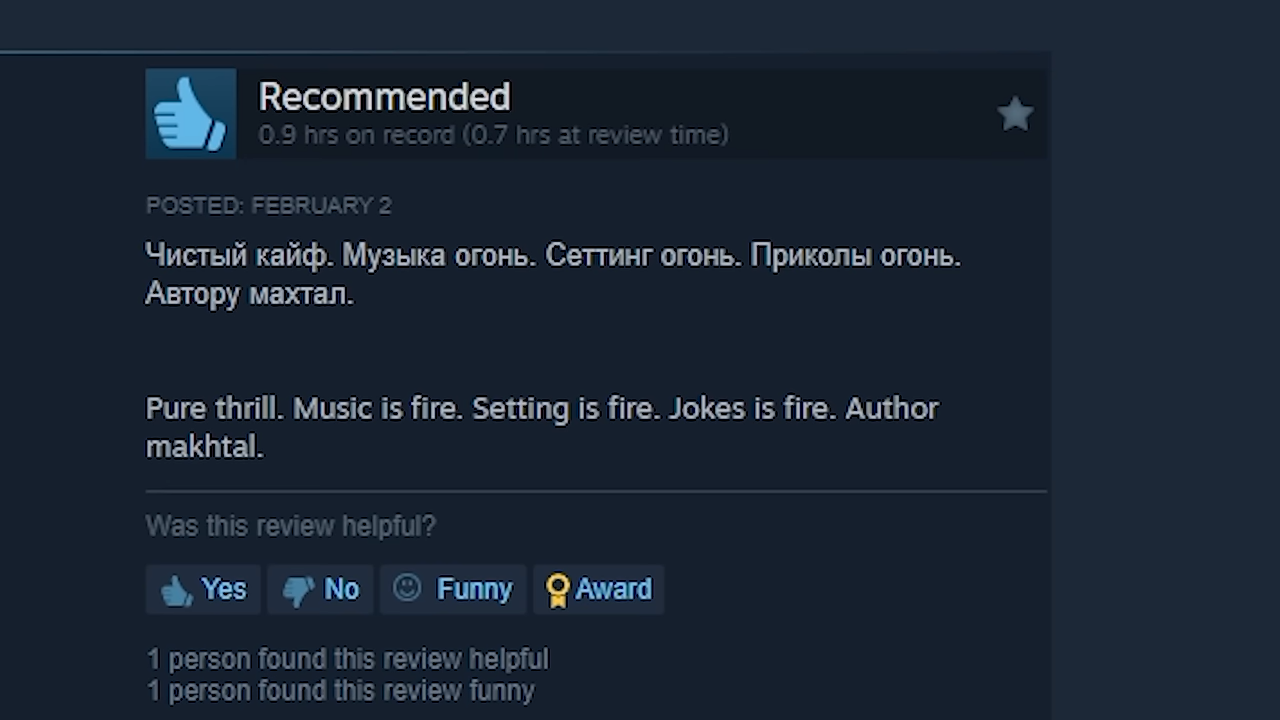 Recommended
0.9 hrs on record (0.7 hrs at review time)
POSTED: FEBRUARY 2
Чистый кайф. Музыка огонь. Сеттинг огонь. Приколы огонь.
Автору махтал.
Pure thrill. Music is fire. Setting is fire. Jokes is fire. Author
makhtal.
Was this review helpful?
Yes No Funny Award
1 person found this review helpful
1 person found this review funny